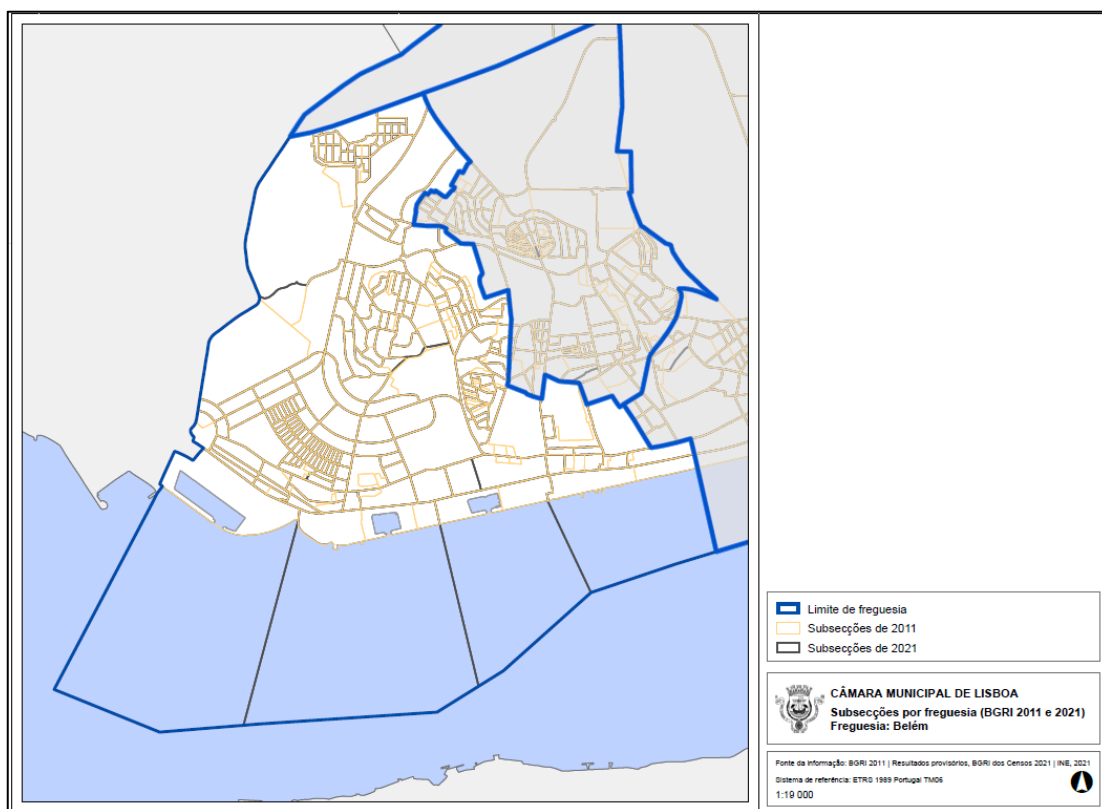 Limite de freguesia
Subsecções de 2011
Subsecções de 2021
CÂMARA MUNICIPAL DE LISBOA
Subsecções por freguesia (BGRI 2011 e 2021)
Freguesia: Belém
Fonte da informação: BGRI 2011 | Resultados provisórios, BGRI dos Censos 2021 | INE, 2021
Sistema de referência: ETRS 1989 Portugal TM06
1:19 000